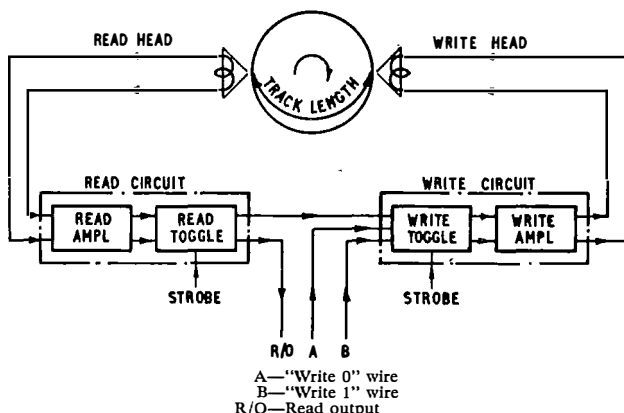 READ HEAD
WRITE HEAD
TRACK LENGTH
READ CIRCUIT
WRITE CIRCUIT
READ
AMPL
READ
TOGGLE
WRITE
TOGGLE
WRITE
AMPL
STROBE
STROBE
R/O A B
A—"Write 0" wire
B—"Write 1" wire
R/O—Read output